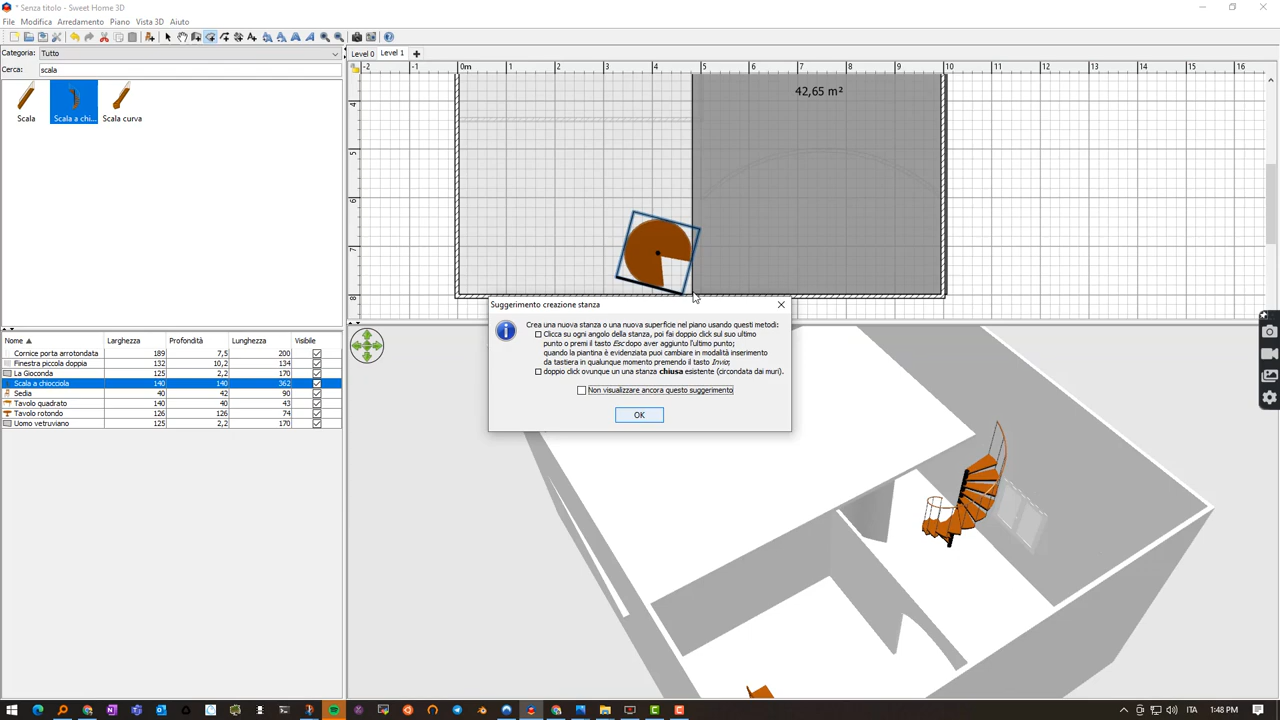 * Senza titolo - Sweet Home 3D
File Modifica Arredamento Piano Vista 3D Aiuto
Categoria: Tutto
Cerca: scala
Scala Scala a chi... Scala curva
Nome Larghezza Profondità Lunghezza Visibile
Cornice porta arrotondata 189 7,5 200
Finestra piccola doppia 132 10,2 134
La Gioconda 125 2,2 170
Scala a chiocciola 140 140 362
Sedia 40 42 90
Tavolo quadrato 140 40 43
Tavolo rotondo 126 126 74
Uomo vetruviano 125 2,2 170
Level 0 Level 1
-2 -1 0m 1 2 3 4 5 6 7 8 9 10 11 12 13 14 15 16
4
5
6
7
8
42,65 m²
Suggerimento creazione stanza
Crea una nuova stanza o una nuova superficie nel piano usando questi metodi:
Clicca su ogni angolo della stanza, poi fai doppio click sul suo ultimo
punto o premi il tasto Esc dopo aver aggiunto l'ultimo punto;
quando la piantina è evidenziata puoi cambiare in modalità inserimento
da tastiera in qualunque momento premendo il tasto Invio;
doppio click ovunque un una stanza chiusa esistente (circondata dai muri).
Non visualizzare ancora questo suggerimento
OK
ITA 1:48 PM